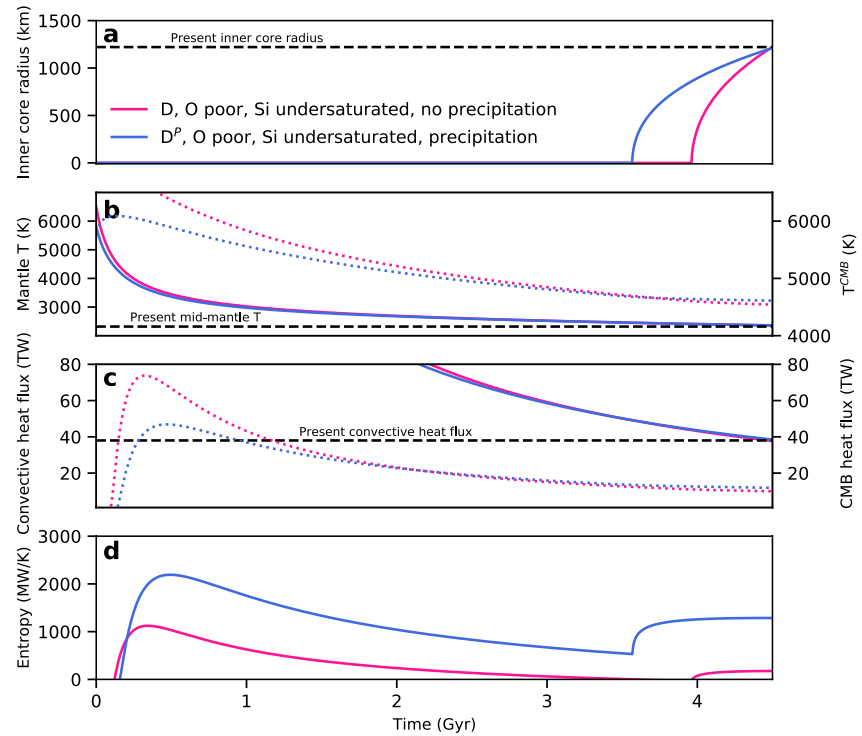 a
Inner core radius (km)
1500
1000
500
0
Present inner core radius
D, O poor, Si undersaturated, no precipitation
Dᴾ, O poor, Si undersaturated, precipitation
b
Mantle T (K)
6000
5000
4000
3000
Present mid-mantle T
6000
5000
4000
Tᶜᴹᴮ (K)
c
Convective heat flux (TW)
80
60
40
20
Present convective heat flux
80
60
40
20
CMB heat flux (TW)
d
Entropy (MW/K)
3000
2000
1000
0
0 1 2 3 4
Time (Gyr)